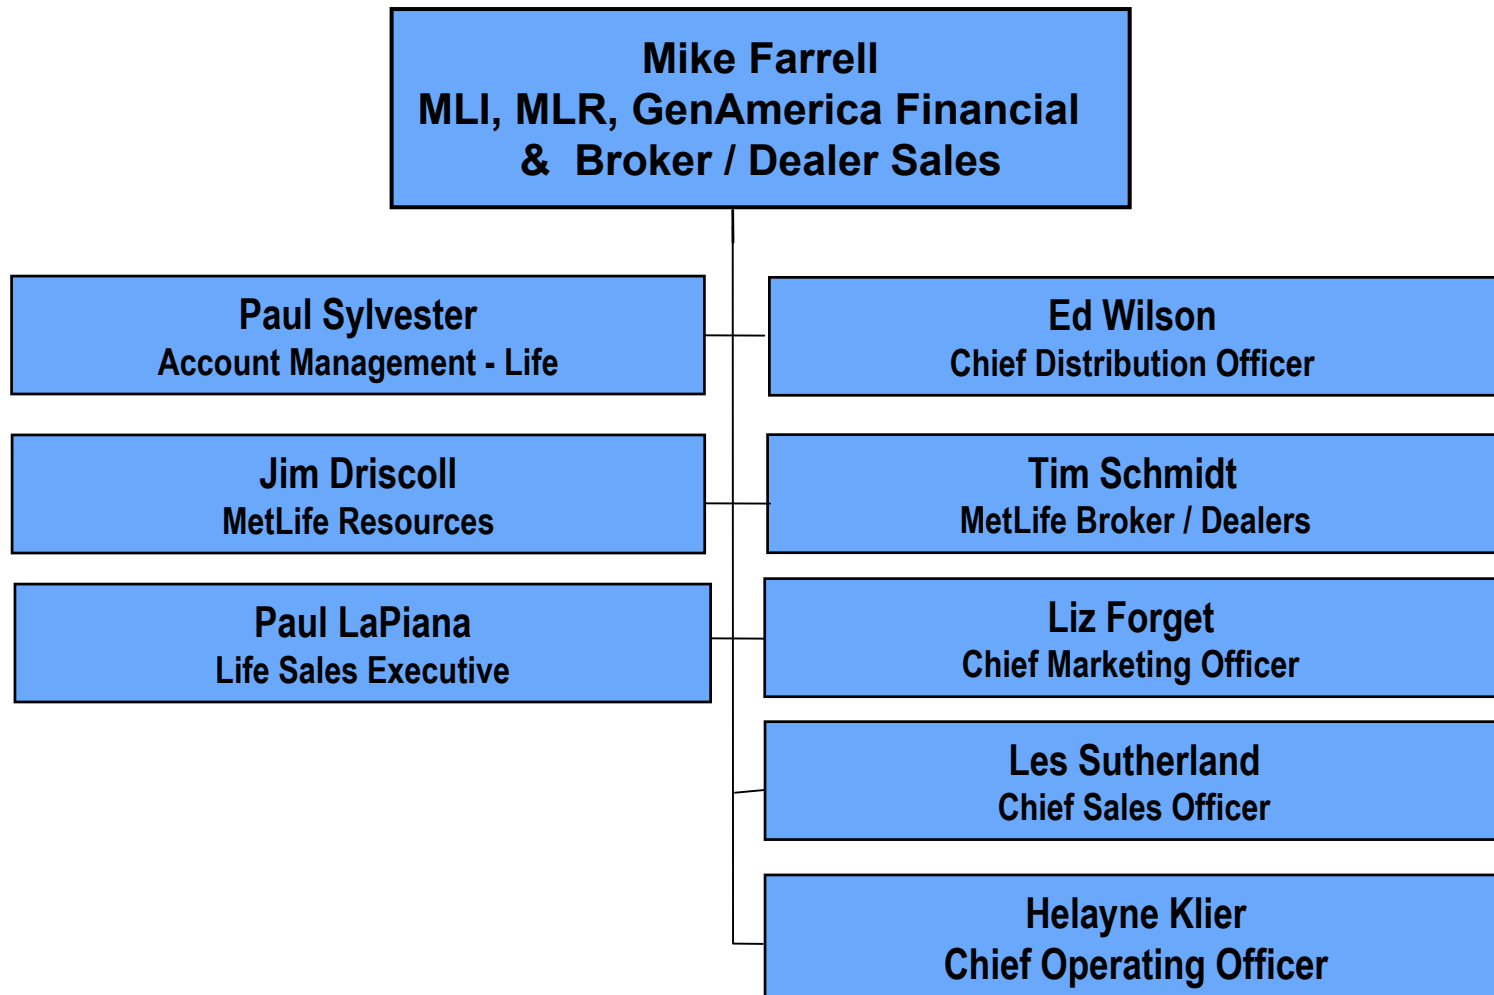 Mike Farrell
MLI, MLR, GenAmerica Financial
& Broker / Dealer Sales
Paul Sylvester
Account Management - Life
Ed Wilson
Chief Distribution Officer
Jim Driscoll
MetLife Resources
Tim Schmidt
MetLife Broker / Dealers
Paul LaPiana
Life Sales Executive
Liz Forget
Chief Marketing Officer
Les Sutherland
Chief Sales Officer
Helayne Klier
Chief Operating Officer